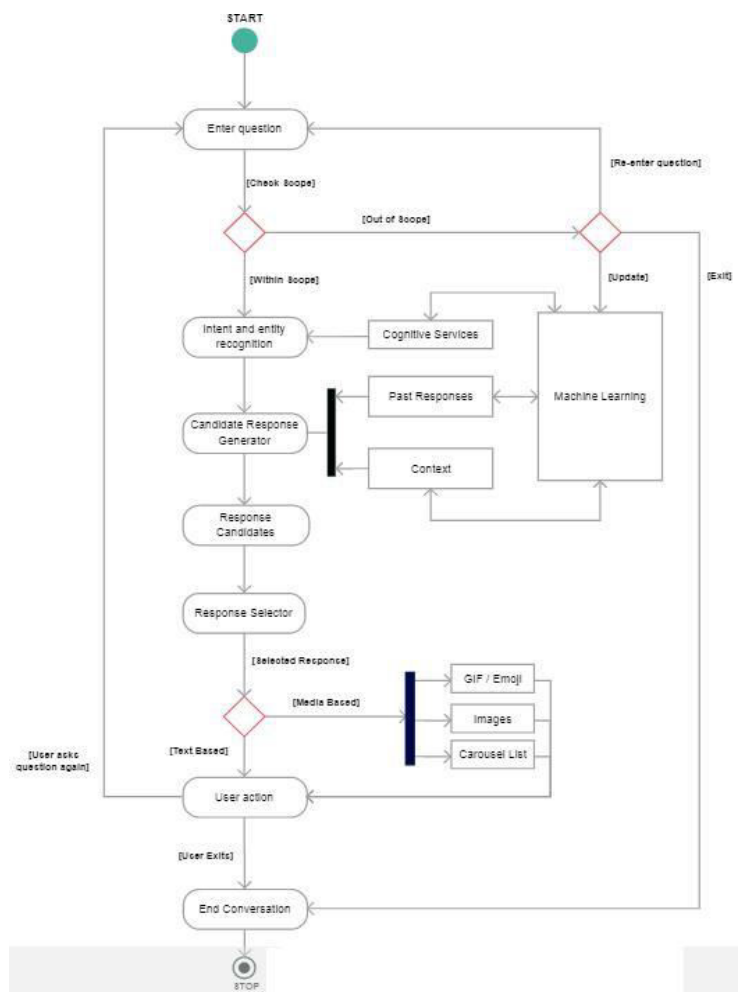 START
Enter question
[Re-enter question]
[Check Scope]
[Out of Scope]
[Within Scope]
[Update]
[Exit]
Intent and entity
recognition
Cognitive Services
Past Responses
Machine Learning
Candidate Response
Generator
Context
Response
Candidates
Response Selector
[Selected Response]
GIF / Emoji
[Media Based]
Images
[User asks
question again]
[Text Based]
Carousel List
User action
[User Exits]
End Conversation
STOP